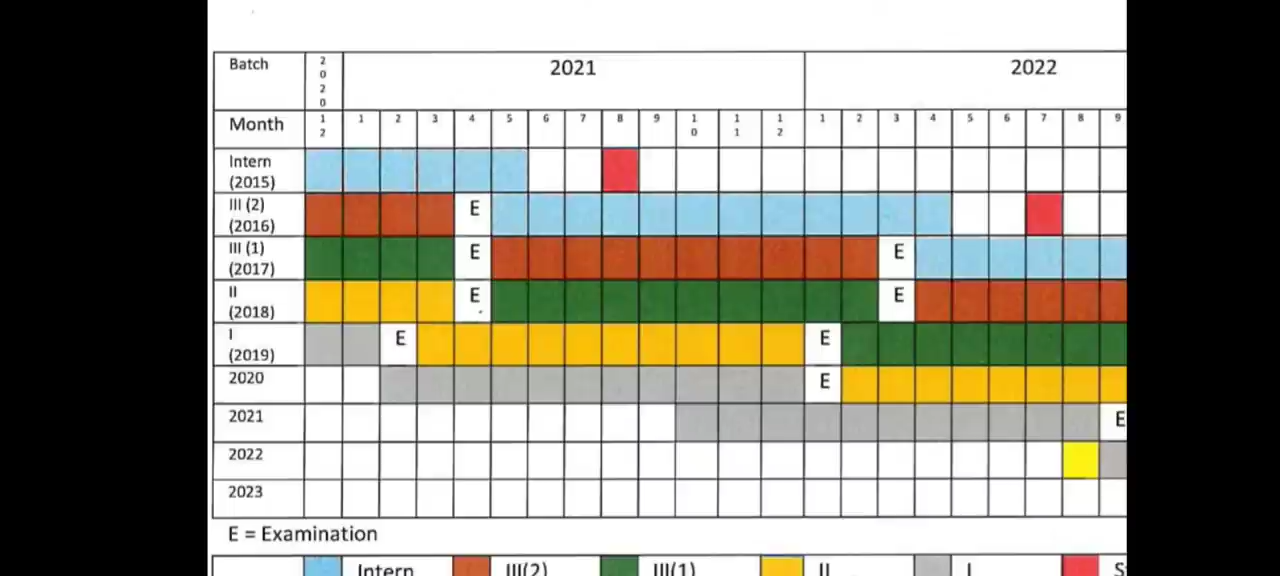 Batch 2020 2021 2022
Month 12 1 2 3 4 5 6 7 8 9 10 11 12 1 2 3 4 5 6 7 8 9
Intern
(2015)
III (2) E
(2016)
III (1) E E
(2017)
II E E
(2018)
I E E
(2019)
2020 E
2021 E
2022
2023
E = Examination
Intern III(2) III(1) II I